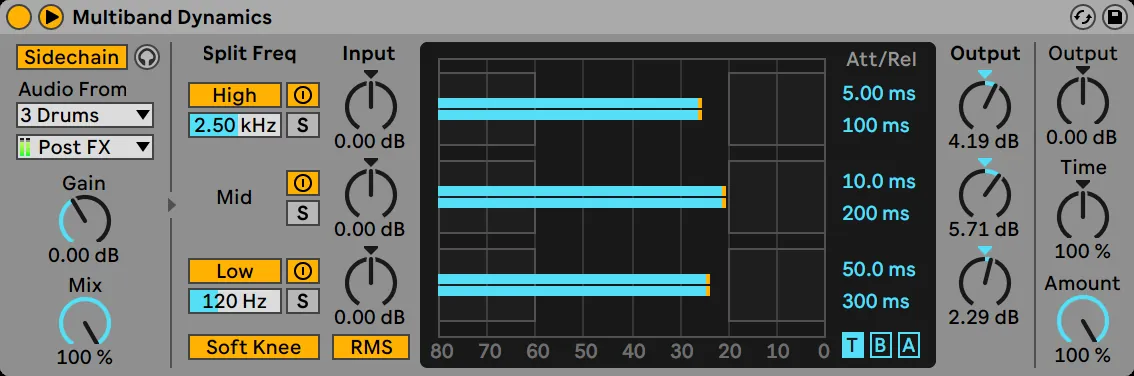 Multiband Dynamics
Sidechain
Audio From
3 Drums
Post FX
Gain
0.00 dB
Mix
100 %
Split Freq
High
2.50 kHz
S
Mid
S
Low
120 Hz
S
Soft Knee
Input
0.00 dB
0.00 dB
0.00 dB
RMS
80 70 60 50 40 30 20 10 0
Att/Rel
5.00 ms
100 ms
10.0 ms
200 ms
50.0 ms
300 ms
T B A
Output
4.19 dB
5.71 dB
2.29 dB
Output
0.00 dB
Time
100 %
Amount
100 %